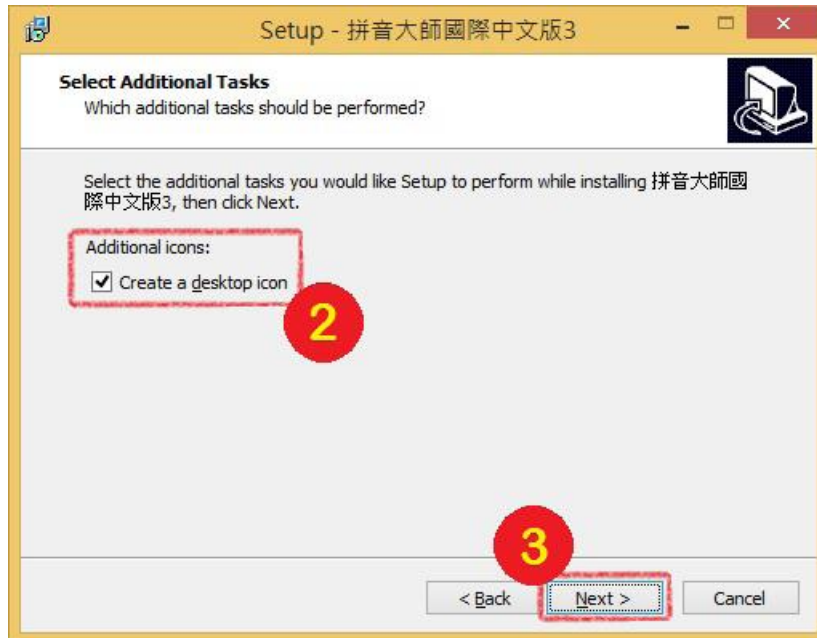 Setup - 拼音大師國際中文版3
Select Additional Tasks
Which additional tasks should be performed?
Select the additional tasks you would like Setup to perform while installing 拼音大師國
際中文版3, then click Next.
Additional icons:
Create a desktop icon
2
3
< Back Next > Cancel